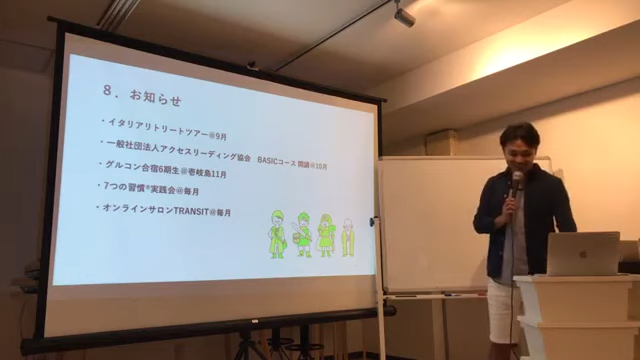 ８．お知らせ
・イタリアリトリートツアー@9月
・一般社団法人アクセスリーディング協会　BASICコース 開講@10月
・グルコン合宿6期生@壱岐島11月
・7つの習慣®実践会@毎月
・オンラインサロンTRANSIT@毎月